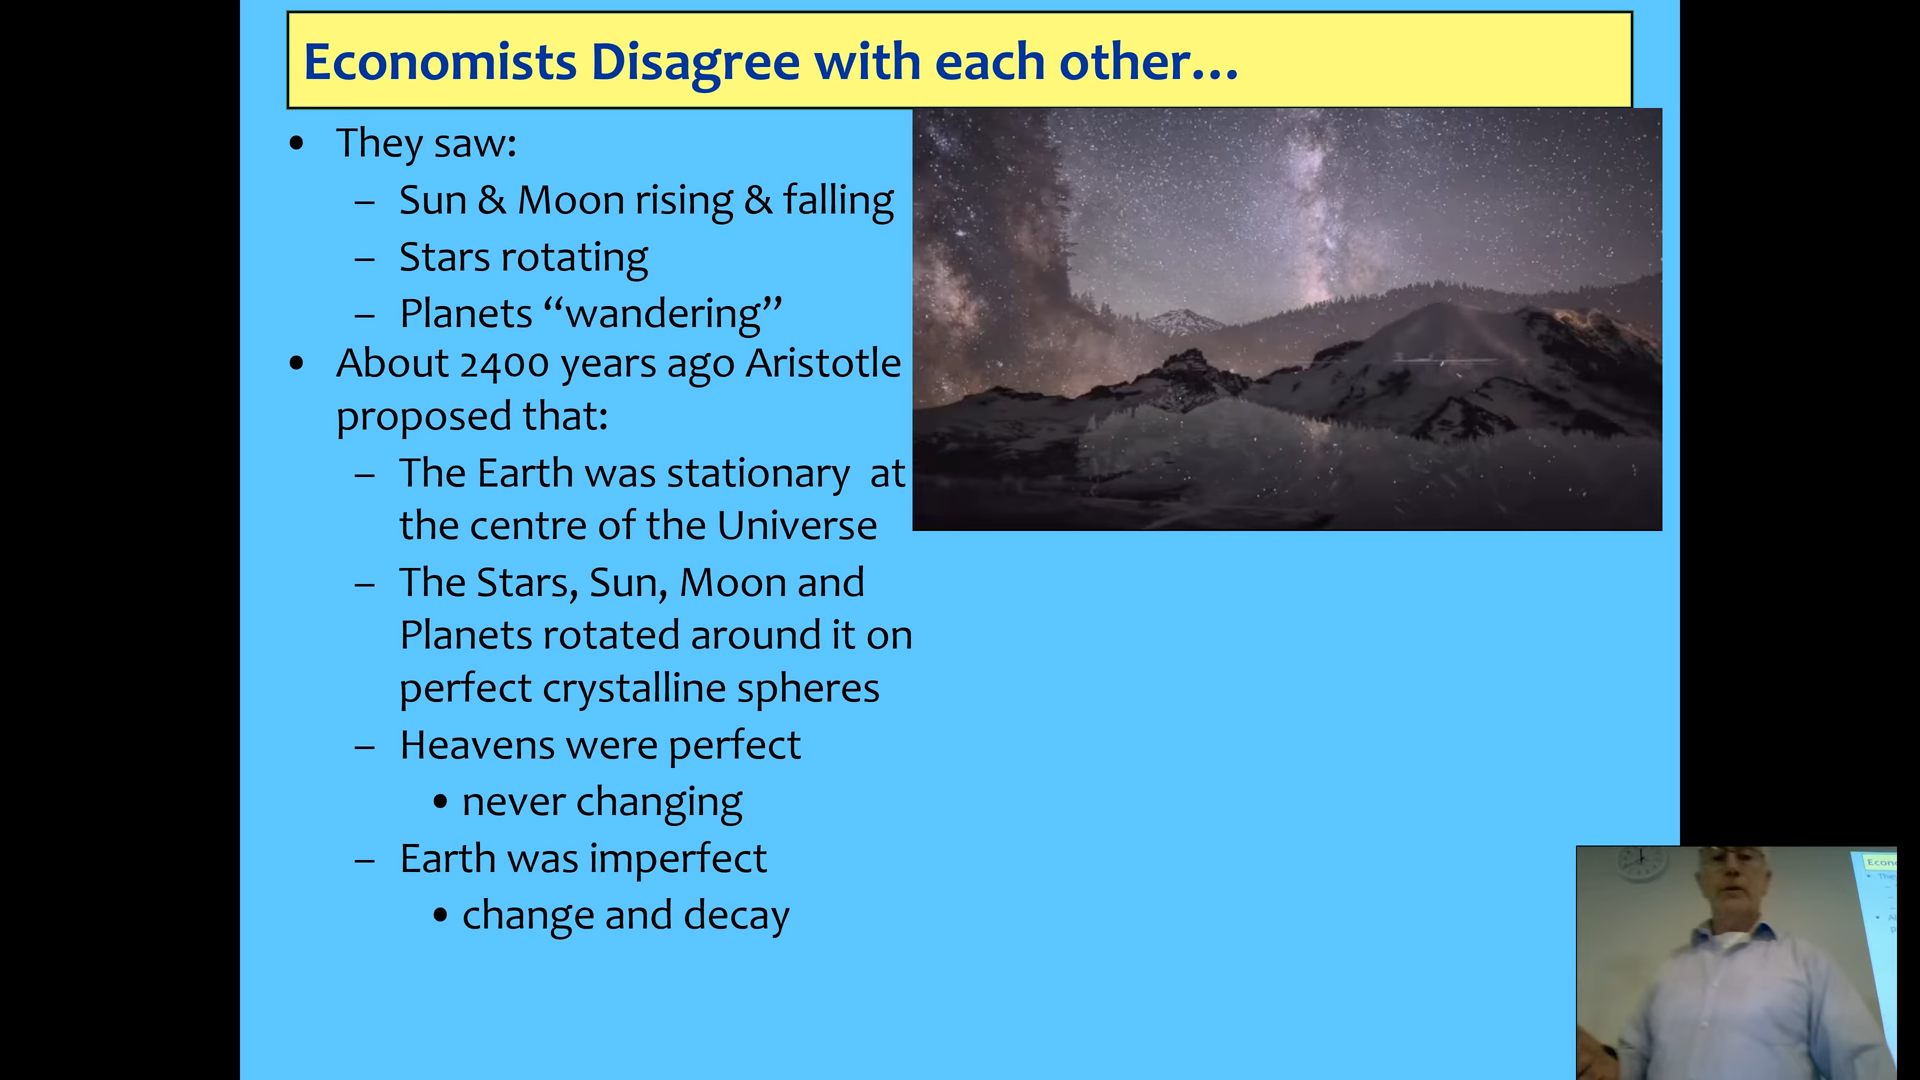 Economists Disagree with each other...
• They saw:
– Sun & Moon rising & falling
– Stars rotating
– Planets “wandering”
• About 2400 years ago Aristotle
proposed that:
– The Earth was stationary at
the centre of the Universe
– The Stars, Sun, Moon and
Planets rotated around it on
perfect crystalline spheres
– Heavens were perfect
• never changing
– Earth was imperfect
• change and decay